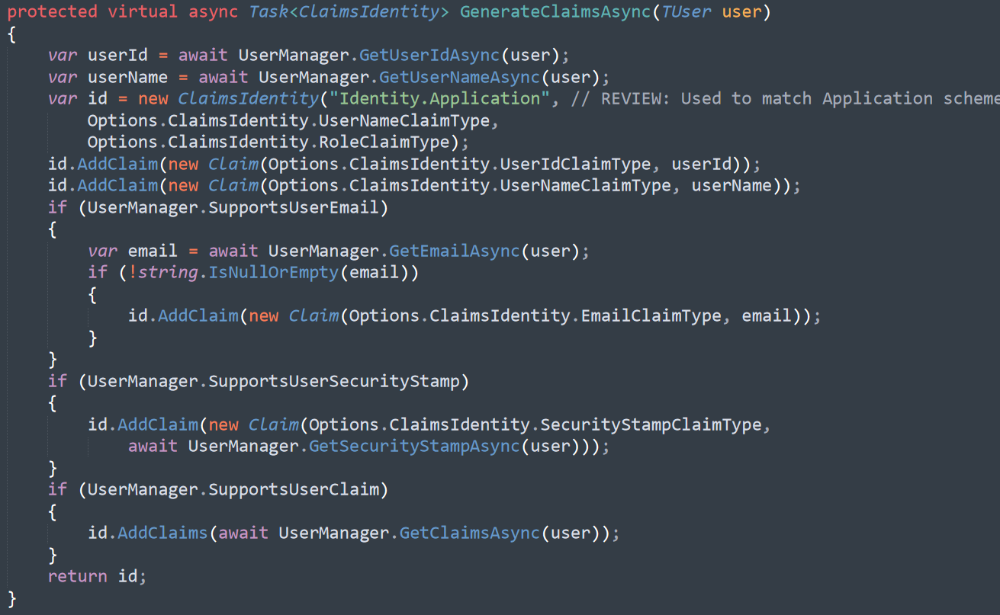 protected virtual async Task<ClaimsIdentity> GenerateClaimsAsync(TUser user)
{
    var userId = await UserManager.GetUserIdAsync(user);
    var userName = await UserManager.GetUserNameAsync(user);
    var id = new ClaimsIdentity("Identity.Application", // REVIEW: Used to match Application scheme
        Options.ClaimsIdentity.UserNameClaimType,
        Options.ClaimsIdentity.RoleClaimType);
    id.AddClaim(new Claim(Options.ClaimsIdentity.UserIdClaimType, userId));
    id.AddClaim(new Claim(Options.ClaimsIdentity.UserNameClaimType, userName));
    if (UserManager.SupportsUserEmail)
    {
        var email = await UserManager.GetEmailAsync(user);
        if (!string.IsNullOrEmpty(email))
        {
            id.AddClaim(new Claim(Options.ClaimsIdentity.EmailClaimType, email));
        }
    }
    if (UserManager.SupportsUserSecurityStamp)
    {
        id.AddClaim(new Claim(Options.ClaimsIdentity.SecurityStampClaimType,
            await UserManager.GetSecurityStampAsync(user)));
    }
    if (UserManager.SupportsUserClaim)
    {
        id.AddClaims(await UserManager.GetClaimsAsync(user));
    }
    return id;
}